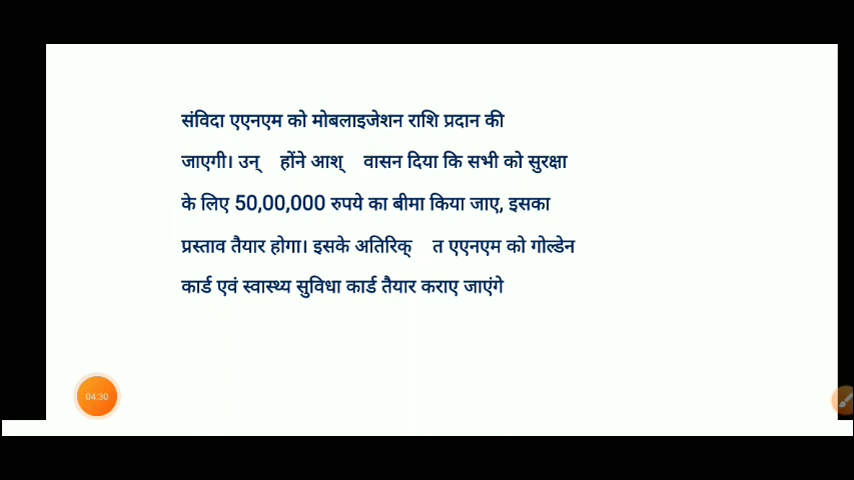 संविदा एएनएम को मोबलाइजेशन राशि प्रदान की
जाएगी। उन् होंने आश् वासन दिया कि सभी को सुरक्षा
के लिए 50,00,000 रुपये का बीमा किया जाए, इसका
प्रस्ताव तैयार होगा। इसके अतिरिक् त एएनएम को गोल्डेन
कार्ड एवं स्वास्थ्य सुविधा कार्ड तैयार कराए जाएंगे
04:30